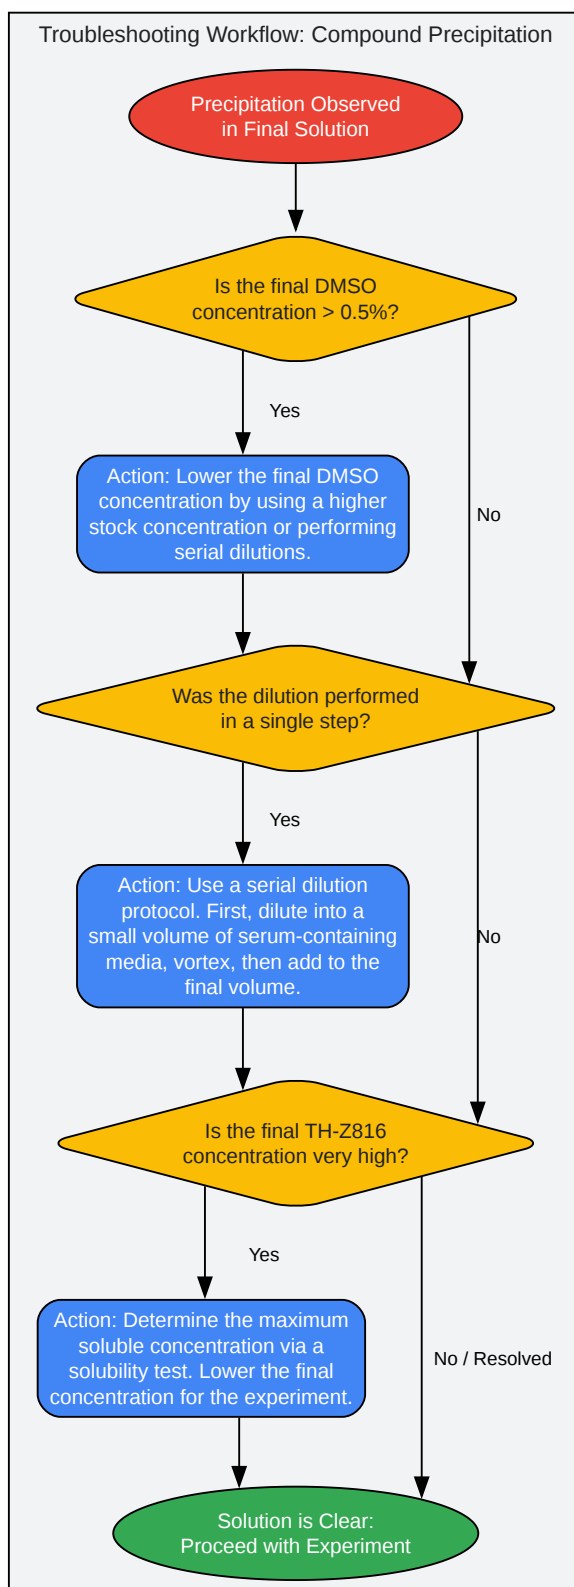 Troubleshooting Workflow: Compound Precipitation
Precipitation Observed
in Final Solution
Is the final DMSO
concentration > 0.5%?
Yes
Action: Lower the final DMSO
concentration by using a higher
stock concentration or performing
serial dilutions.
No
Was the dilution performed
in a single step?
Yes
Action: Use a serial dilution
protocol. First, dilute into a
small volume of serum-containing
media, vortex, then add to the
final volume.
No
Is the final TH-Z816
concentration very high?
Yes
Action: Determine the maximum
soluble concentration via a
solubility test. Lower the final
concentration for the experiment.
No / Resolved
Solution is Clear:
Proceed with Experiment